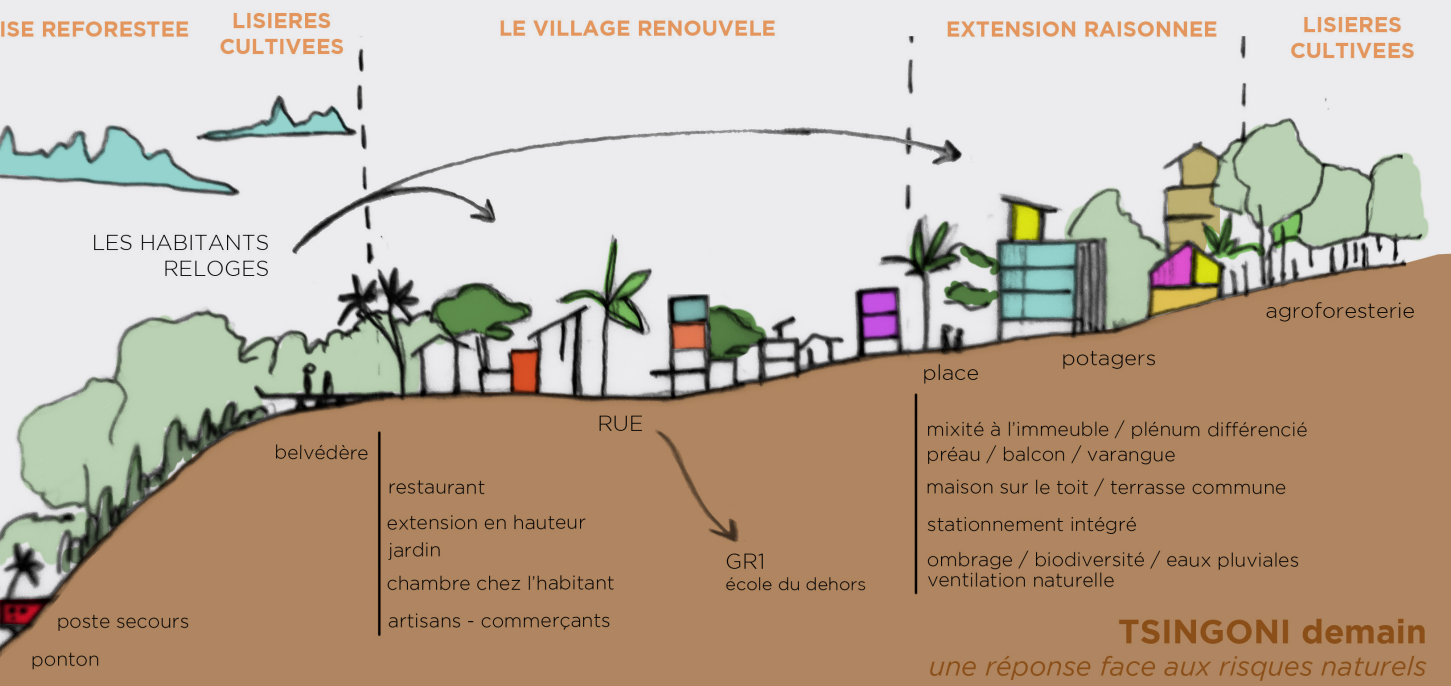 ISE REFORESTEE
LISIERES
CULTIVEES
LE VILLAGE RENOUVELE
EXTENSION RAISONNEE
LISIERES
CULTIVEES
LES HABITANTS
RELOGES
agroforesterie
potagers
place
RUE
belvédère
restaurant
extension en hauteur
jardin
chambre chez l'habitant
artisans - commerçants
GR1
école du dehors
mixité à l'immeuble / plénum différencié
préau / balcon / varangue
maison sur le toit / terrasse commune
stationnement intégré
ombrage / biodiversité / eaux pluviales
ventilation naturelle
poste secours
ponton
TSINGONI demain
une réponse face aux risques naturels